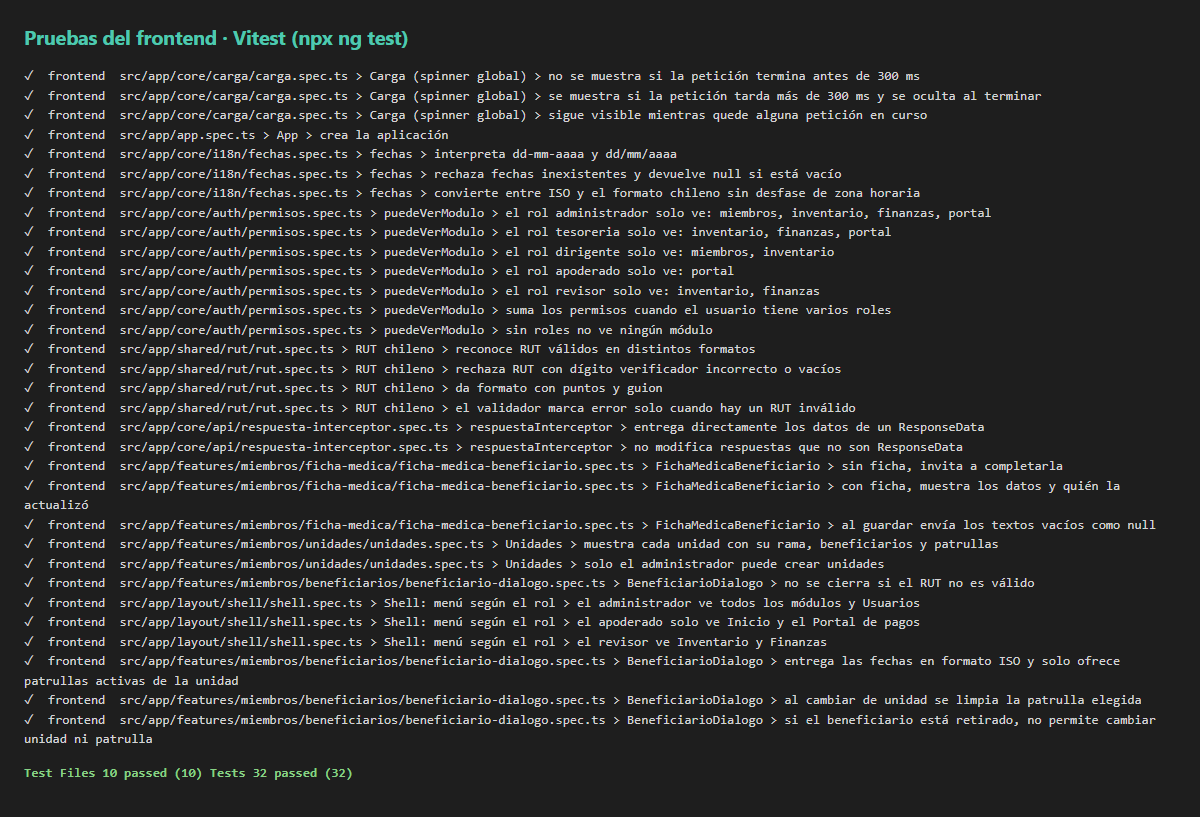 Pruebas del frontend · Vitest (npx ng test)
✓ frontend src/app/core/carga/carga.spec.ts > Carga (spinner global) > no se muestra si la petición termina antes de 300 ms
✓ frontend src/app/core/carga/carga.spec.ts > Carga (spinner global) > se muestra si la petición tarda más de 300 ms y se oculta al terminar
✓ frontend src/app/core/carga/carga.spec.ts > Carga (spinner global) > sigue visible mientras quede alguna petición en curso
✓ frontend src/app/app.spec.ts > App > crea la aplicación
✓ frontend src/app/core/i18n/fechas.spec.ts > fechas > interpreta dd-mm-aaaa y dd/mm/aaaa
✓ frontend src/app/core/i18n/fechas.spec.ts > fechas > rechaza fechas inexistentes y devuelve null si está vacío
✓ frontend src/app/core/i18n/fechas.spec.ts > fechas > convierte entre ISO y el formato chileno sin desfase de zona horaria
✓ frontend src/app/core/auth/permisos.spec.ts > puedeVerModulo > el rol administrador solo ve: miembros, inventario, finanzas, portal
✓ frontend src/app/core/auth/permisos.spec.ts > puedeVerModulo > el rol tesoreria solo ve: inventario, finanzas, portal
✓ frontend src/app/core/auth/permisos.spec.ts > puedeVerModulo > el rol dirigente solo ve: miembros, inventario
✓ frontend src/app/core/auth/permisos.spec.ts > puedeVerModulo > el rol apoderado solo ve: portal
✓ frontend src/app/core/auth/permisos.spec.ts > puedeVerModulo > el rol revisor solo ve: inventario, finanzas
✓ frontend src/app/core/auth/permisos.spec.ts > puedeVerModulo > suma los permisos cuando el usuario tiene varios roles
✓ frontend src/app/core/auth/permisos.spec.ts > puedeVerModulo > sin roles no ve ningún módulo
✓ frontend src/app/shared/rut/rut.spec.ts > RUT chileno > reconoce RUT válidos en distintos formatos
✓ frontend src/app/shared/rut/rut.spec.ts > RUT chileno > rechaza RUT con dígito verificador incorrecto o vacíos
✓ frontend src/app/shared/rut/rut.spec.ts > RUT chileno > da formato con puntos y guion
✓ frontend src/app/shared/rut/rut.spec.ts > RUT chileno > el validador marca error solo cuando hay un RUT inválido
✓ frontend src/app/core/api/respuesta-interceptor.spec.ts > respuestaInterceptor > entrega directamente los datos de un ResponseData
✓ frontend src/app/core/api/respuesta-interceptor.spec.ts > respuestaInterceptor > no modifica respuestas que no son ResponseData
✓ frontend src/app/features/miembros/ficha-medica/ficha-medica-beneficiario.spec.ts > FichaMedicaBeneficiario > sin ficha, invita a completarla
✓ frontend src/app/features/miembros/ficha-medica/ficha-medica-beneficiario.spec.ts > FichaMedicaBeneficiario > con ficha, muestra los datos y quién la
actualizó
✓ frontend src/app/features/miembros/ficha-medica/ficha-medica-beneficiario.spec.ts > FichaMedicaBeneficiario > al guardar envía los textos vacíos como null
✓ frontend src/app/features/miembros/unidades/unidades.spec.ts > Unidades > muestra cada unidad con su rama, beneficiarios y patrullas
✓ frontend src/app/features/miembros/unidades/unidades.spec.ts > Unidades > solo el administrador puede crear unidades
✓ frontend src/app/features/miembros/beneficiarios/beneficiario-dialogo.spec.ts > BeneficiarioDialogo > no se cierra si el RUT no es válido
✓ frontend src/app/layout/shell/shell.spec.ts > Shell: menú según el rol > el administrador ve todos los módulos y Usuarios
✓ frontend src/app/layout/shell/shell.spec.ts > Shell: menú según el rol > el apoderado solo ve Inicio y el Portal de pagos
✓ frontend src/app/layout/shell/shell.spec.ts > Shell: menú según el rol > el revisor ve Inventario y Finanzas
✓ frontend src/app/features/miembros/beneficiarios/beneficiario-dialogo.spec.ts > BeneficiarioDialogo > entrega las fechas en formato ISO y solo ofrece
patrullas activas de la unidad
✓ frontend src/app/features/miembros/beneficiarios/beneficiario-dialogo.spec.ts > BeneficiarioDialogo > al cambiar de unidad se limpia la patrulla elegida
✓ frontend src/app/features/miembros/beneficiarios/beneficiario-dialogo.spec.ts > BeneficiarioDialogo > si el beneficiario está retirado, no permite cambiar
unidad ni patrulla
Test Files 10 passed (10) Tests 32 passed (32)